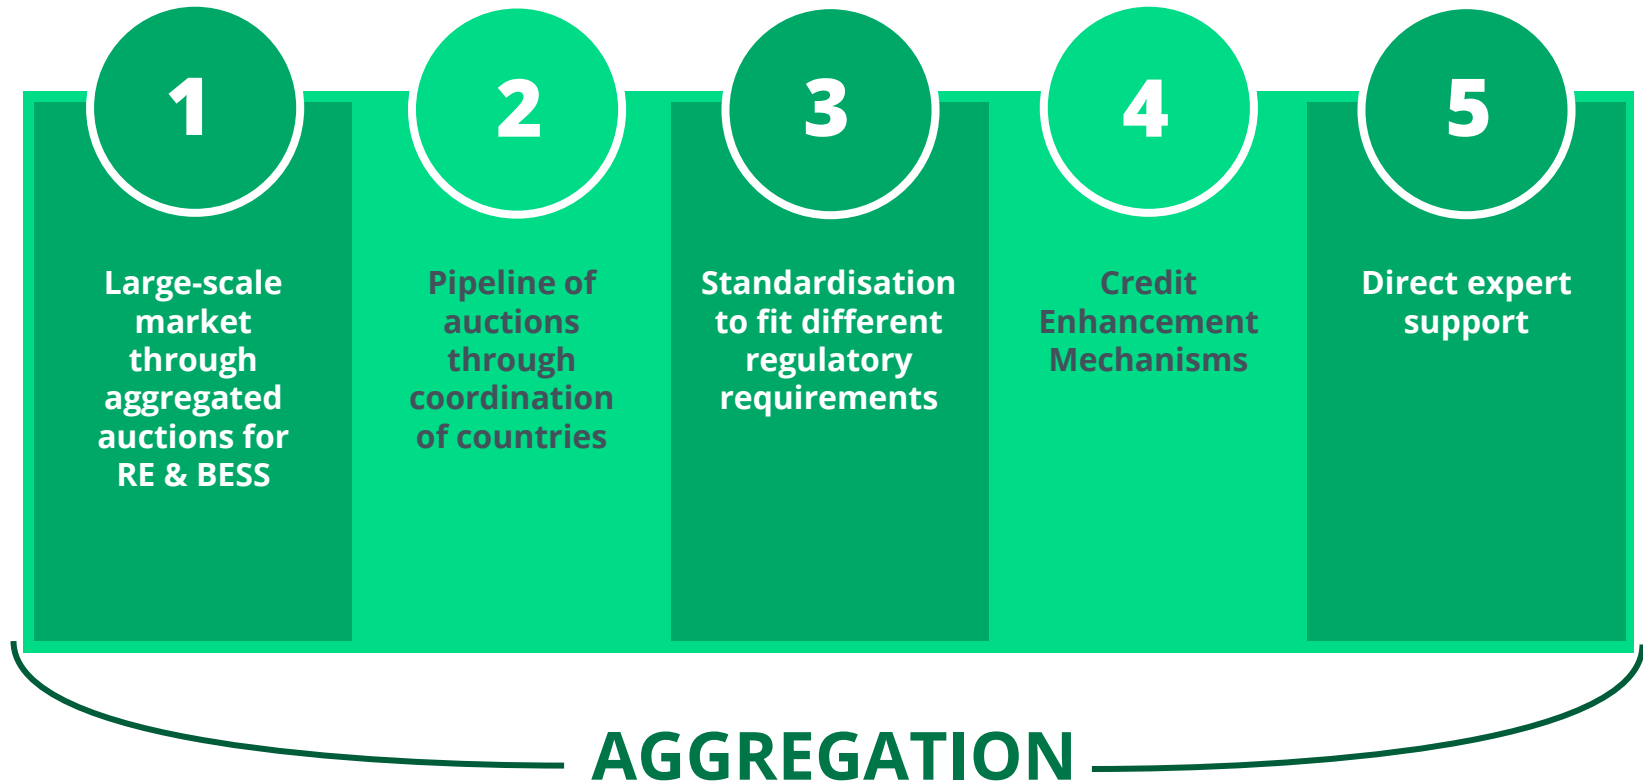 1
Large-scale
market
through
aggregated
auctions for
RE & BESS
2
Pipeline of
auctions
through
coordination
of countries
3
Standardisation
to fit different
regulatory
requirements
4
Credit
Enhancement
Mechanisms
5
Direct expert
support
AGGREGATION